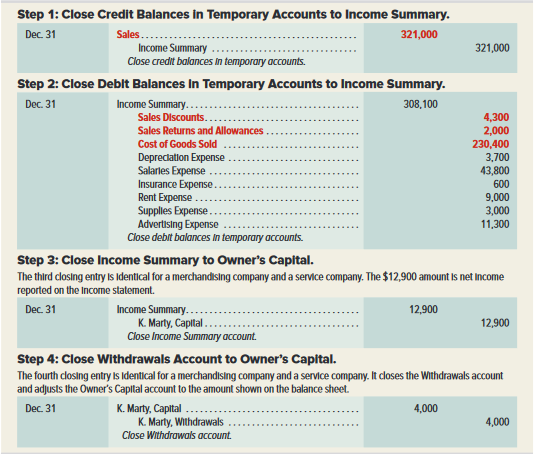 Step 1: Close Credit Balances in Temporary Accounts to Income Summary.
Dec. 31 Sales 321,000
Income Summary 321,000
Close credit balances in temporary accounts.
Step 2: Close Debit Balances in Temporary Accounts to Income Summary.
Dec. 31 Income Summary 308,100
Sales Discounts 4,300
Sales Returns and Allowances 2,000
Cost of Goods Sold 230,400
Depreciation Expense 3,700
Salaries Expense 43,800
Insurance Expense 600
Rent Expense 9,000
Supplies Expense 3,000
Advertising Expense 11,300
Close debit balances in temporary accounts.
Step 3: Close Income Summary to Owner's Capital.
The third closing entry is identical for a merchandising company and a service company. The $12,900 amount is net income
reported on the income statement.
Dec. 31 Income Summary 12,900
K. Marty, Capital 12,900
Close Income Summary account.
Step 4: Close Withdrawals Account to Owner's Capital.
The fourth closing entry is identical for a merchandising company and a service company. It closes the Withdrawals account
and adjusts the Owner's Capital account to the amount shown on the balance sheet.
Dec. 31 K. Marty, Capital 4,000
K. Marty, Withdrawals 4,000
Close Withdrawals account.